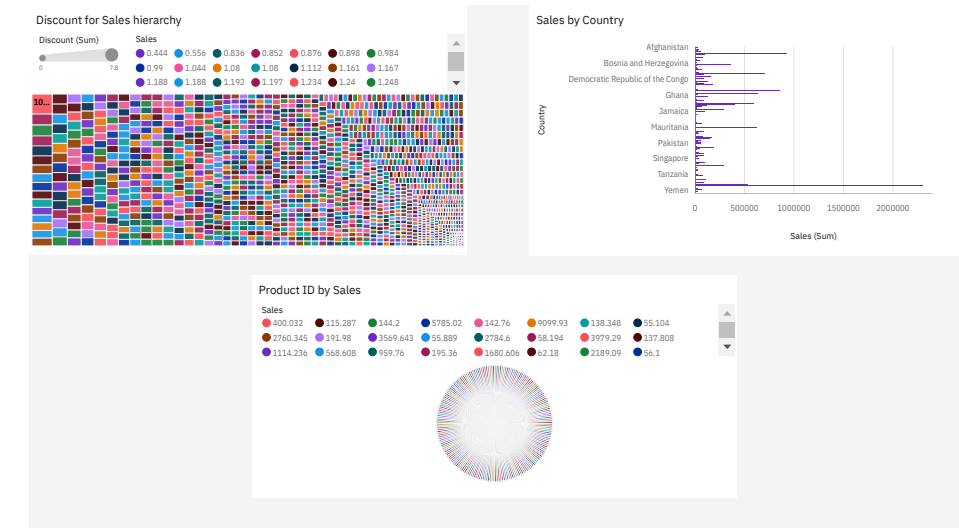 Discount for Sales hierarchy
Discount (Sum)
0 7.8
Sales
0.444 0.556 0.836 0.852 0.876 0.898 0.984
0.99 1.044 1.08 1.08 1.112 1.161 1.167
1.188 1.188 1.192 1.197 1.234 1.24 1.248
10...
Sales by Country
Country
Afghanistan
Bosnia and Herzegovina
Democratic Republic of the Congo
Ghana
Jamaica
Mauritania
Pakistan
Singapore
Tanzania
Yemen
0 500000 1000000 1500000 2000000
Sales (Sum)
Product ID by Sales
Sales
400.032 115.287 144.2 5785.02 142.76 9099.93 138.348 55.104
2760.345 191.98 3569.643 55.889 2784.6 58.194 3979.29 137.808
1114.236 568.608 959.76 195.36 1680.606 62.18 2189.09 56.1